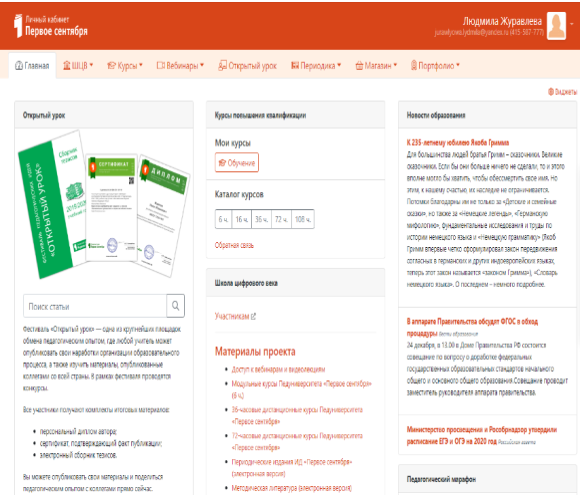 Личный кабинет
Первое сентября
Людмила Журавлева
Главная
ШЦВ
Курсы
Вебинары
Открытый урок
Периодика
Магазин
Портфолио
Виджеты
Открытый урок
Сборник
тезисов
ОТКРЫТЫЙ УРОК
СЕРТИФИКАТ
ДИПЛОМ
Поиск статьи
Фестиваль «Открытый урок» — одна из крупнейших площадок
обмена педагогическим опытом, где любой учитель может
опубликовать свои наработки организации образовательного
процесса, а также изучить материалы, опубликованные
коллегами со всей страны. В рамках фестиваля проводятся
конкурсы.
Все участники получают комплекты итоговых материалов:
персональный диплом автора;
сертификат, подтверждающий факт публикации;
электронный сборник тезисов.
Вы можете опубликовать свои материалы и поделиться
педагогическим опытом с коллегами прямо сейчас.
Курсы повышения квалификации
Мои курсы
Обучение
Каталог курсов
6 ч.
16 ч.
36 ч.
72 ч.
108 ч.
Обратная связь
Школа цифрового века
Участникам
Материалы проекта
Доступ к вебинарам и видеолекциям
Модульные курсы Педуниверситета «Первое сентября»
(6 ч.)
36-часовые дистанционные курсы Педуниверситета
«Первое сентября»
72-часовые дистанционные курсы Педуниверситета
«Первое сентября»
Периодические издания ИД «Первое сентября»
(электронная версия)
Методическая литература (электронная версия)
Новости образования
К 235-летнему юбилею Якоба Гримма
Для большинства людей братья Гримм – сказочники. Великие
сказочники. Если бы они больше ничего не сделали, то и этого
вполне могло бы хватить, чтобы обессмертить свое имя. Но
этим, к нашему счастью, их наследие не ограничивается.
Потомки благодарны им не только за «Детские и семейные
сказки», но также за «Немецкие легенды», «Германскую
мифологию», фундаментальные исследования и труды по
истории немецкого языка и «Немецкую грамматику» (Якоб
Гримм впервые четко сформулировал закон передвижения
согласных в германских и других индоевропейских языках,
теперь этот закон называется «законом Гримма»), «Словарь
немецкого языка». О последнем – немного подробнее.
В аппарате Правительства обсудят ФГОС в обход
процедуры Вести образования
24 декабря, в 13.00 в Доме Правительства РФ состоится
совещание по вопросу о доработке федеральных
государственных образовательных стандартов начального
общего и основного общего образования.Совещание проводит
заместитель руководителя аппарата правительства.
Министерство просвещения и Рособрнадзор утвердили
расписание ЕГЭ и ОГЭ на 2020 год Российская газета
Педагогический марафон